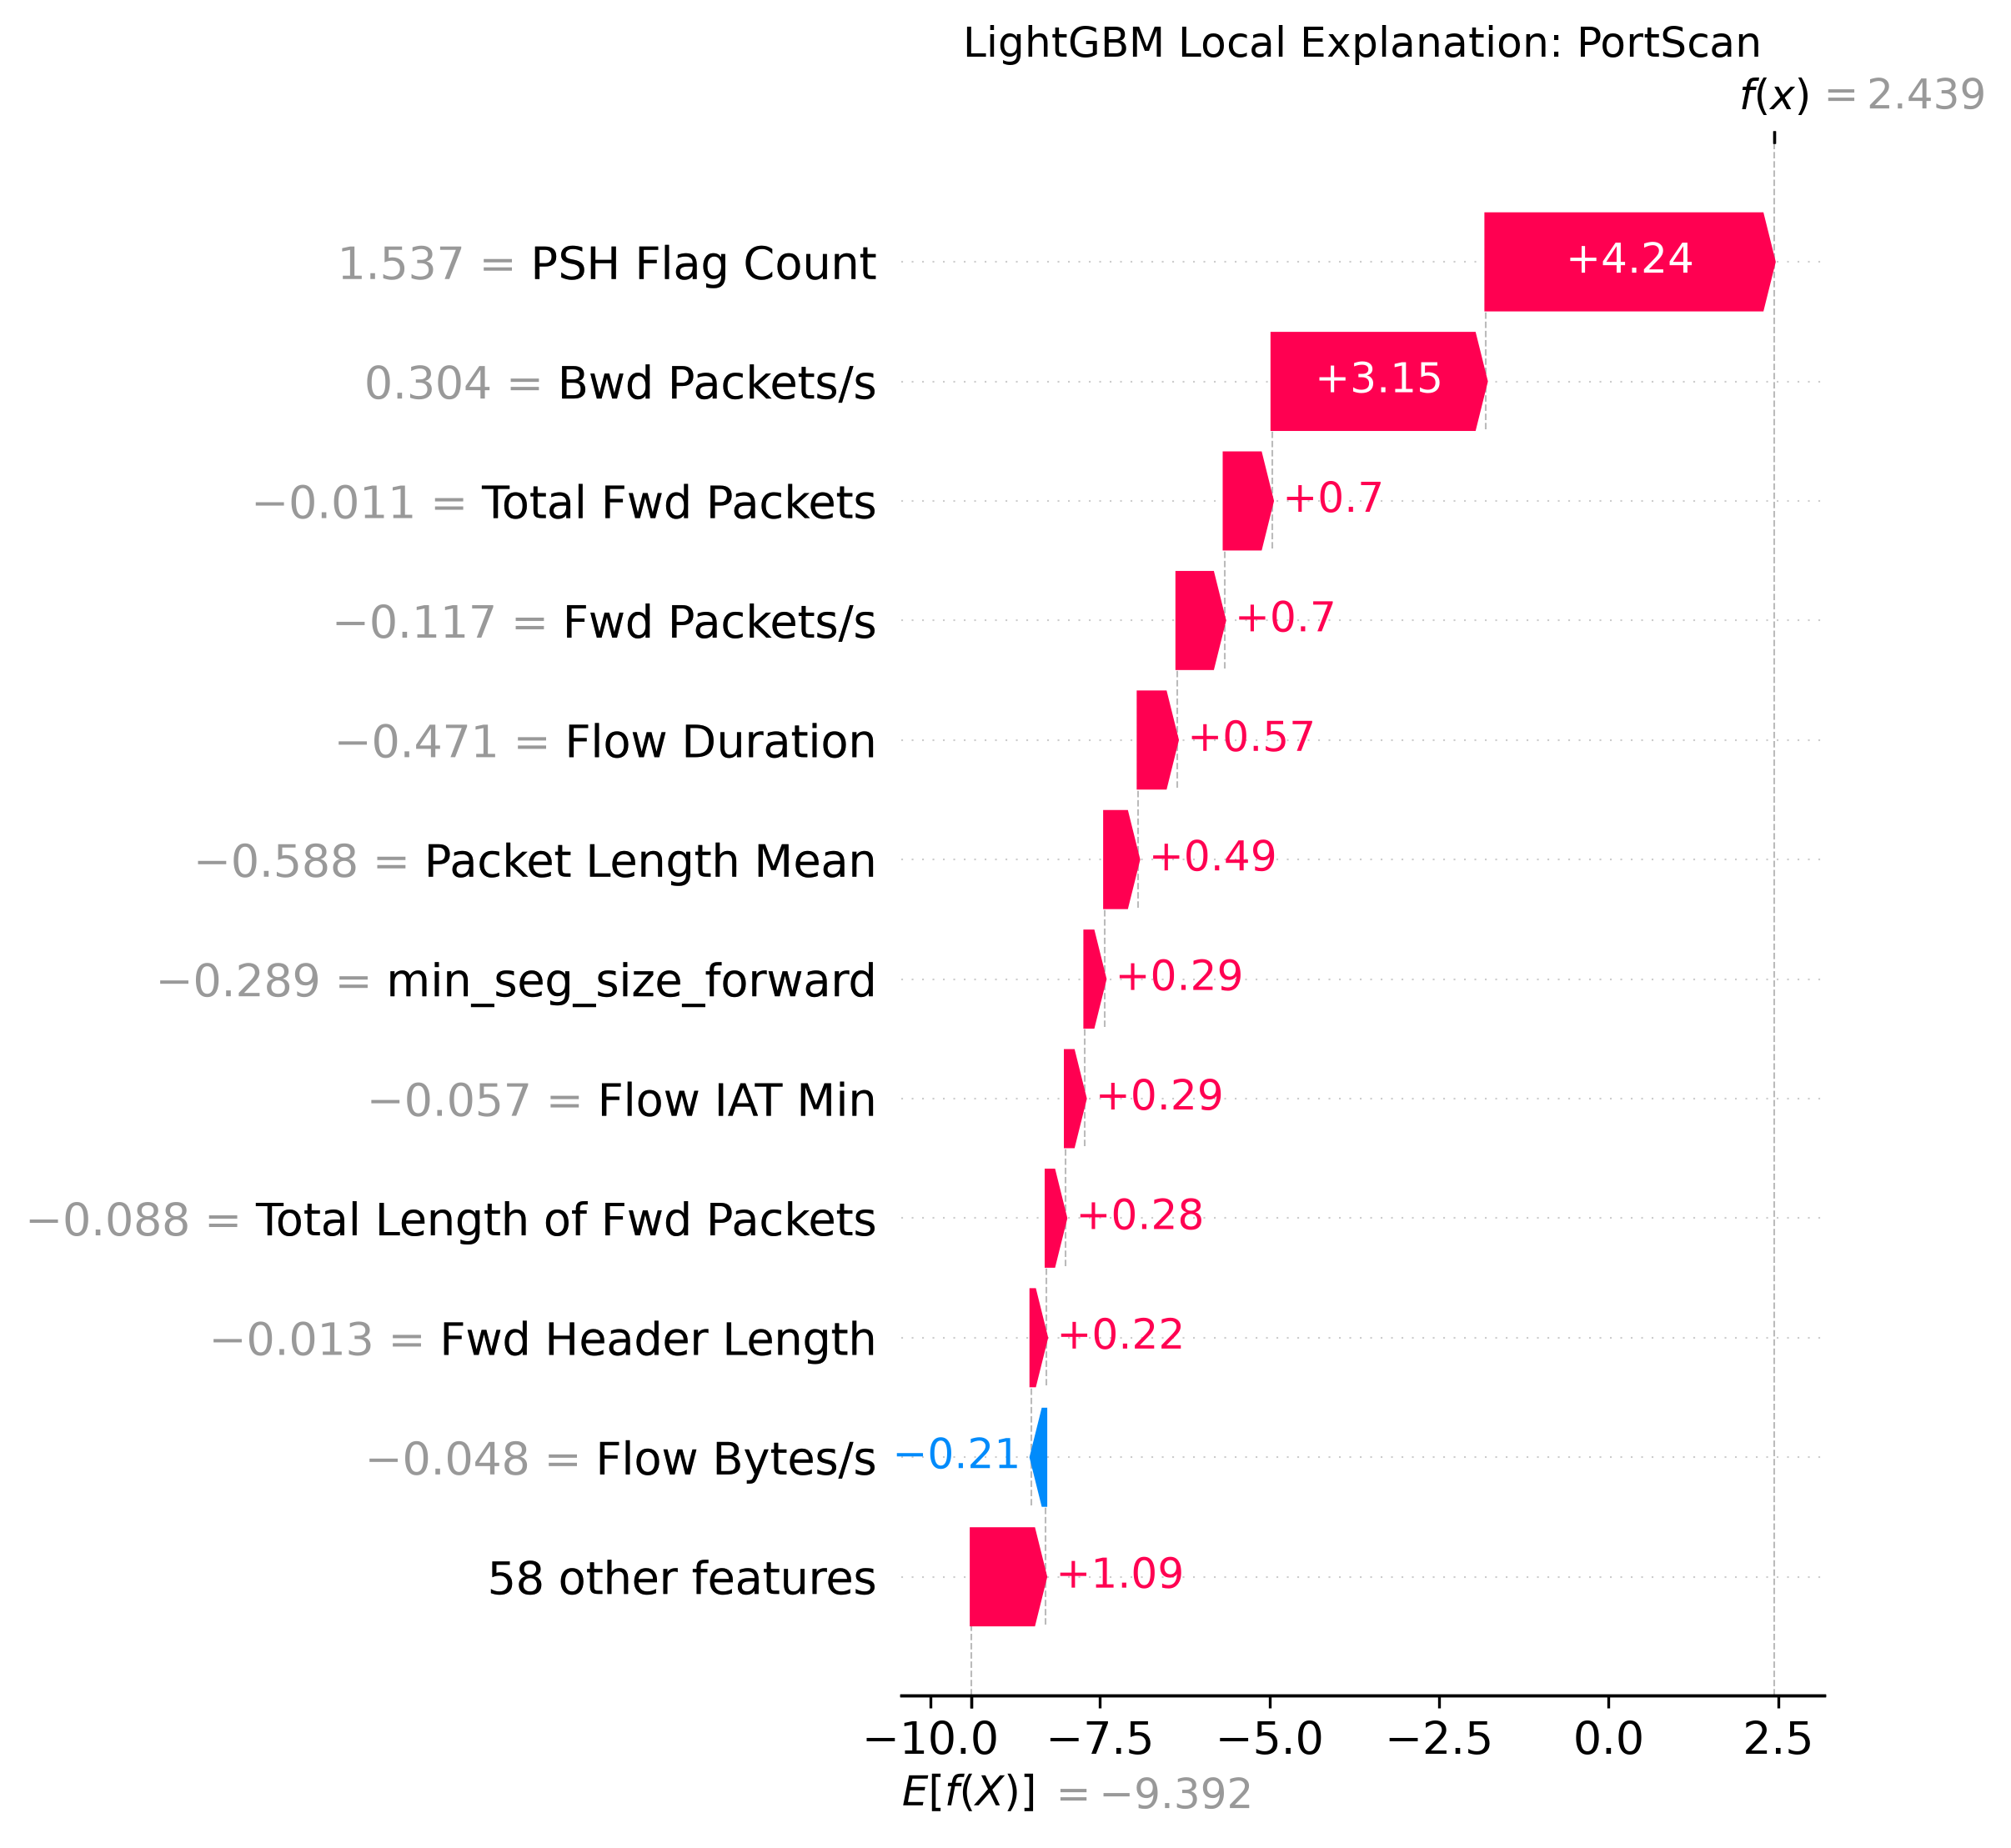 LightGBM Local Explanation: PortScan
f(x) = 2.439
1.537 = PSH Flag Count +4.24
0.304 = Bwd Packets/s +3.15
−0.011 = Total Fwd Packets +0.7
−0.117 = Fwd Packets/s +0.7
−0.471 = Flow Duration +0.57
−0.588 = Packet Length Mean +0.49
−0.289 = min_seg_size_forward +0.29
−0.057 = Flow IAT Min +0.29
−0.088 = Total Length of Fwd Packets +0.28
−0.013 = Fwd Header Length +0.22
−0.048 = Flow Bytes/s −0.21
58 other features +1.09
−10.0 −7.5 −5.0 −2.5 0.0 2.5
E[f(X)] = −9.392